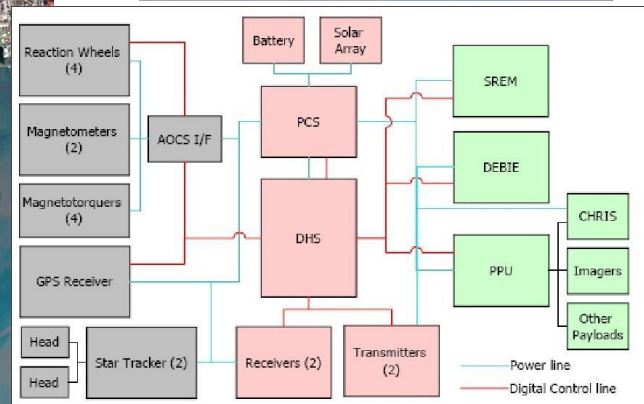 Reaction Wheels
(4)
Magnetometers
(2)
Magnetotorquers
(4)
GPS Receiver
Head
Head
Star Tracker (2)
AOCS I/F
Battery
Solar
Array
PCS
DHS
Receivers (2)
Transmitters
(2)
SREM
DEBIE
PPU
CHRIS
Imagers
Other
Payloads
Power line
Digital Control line